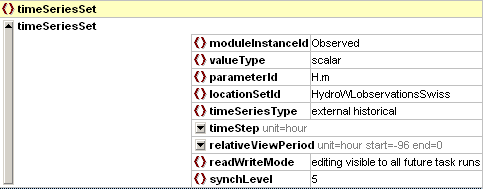 timeSeriesSet
timeSeriesSet
moduleInstanceId Observed
valueType scalar
parameterId H.m
locationSetId HydroWLobservationsSwiss
timeSeriesType external historical
timeStep unit=hour
relativeViewPeriod unit=hour start=-96 end=0
readWriteMode editing visible to all future task runs
synchLevel 5